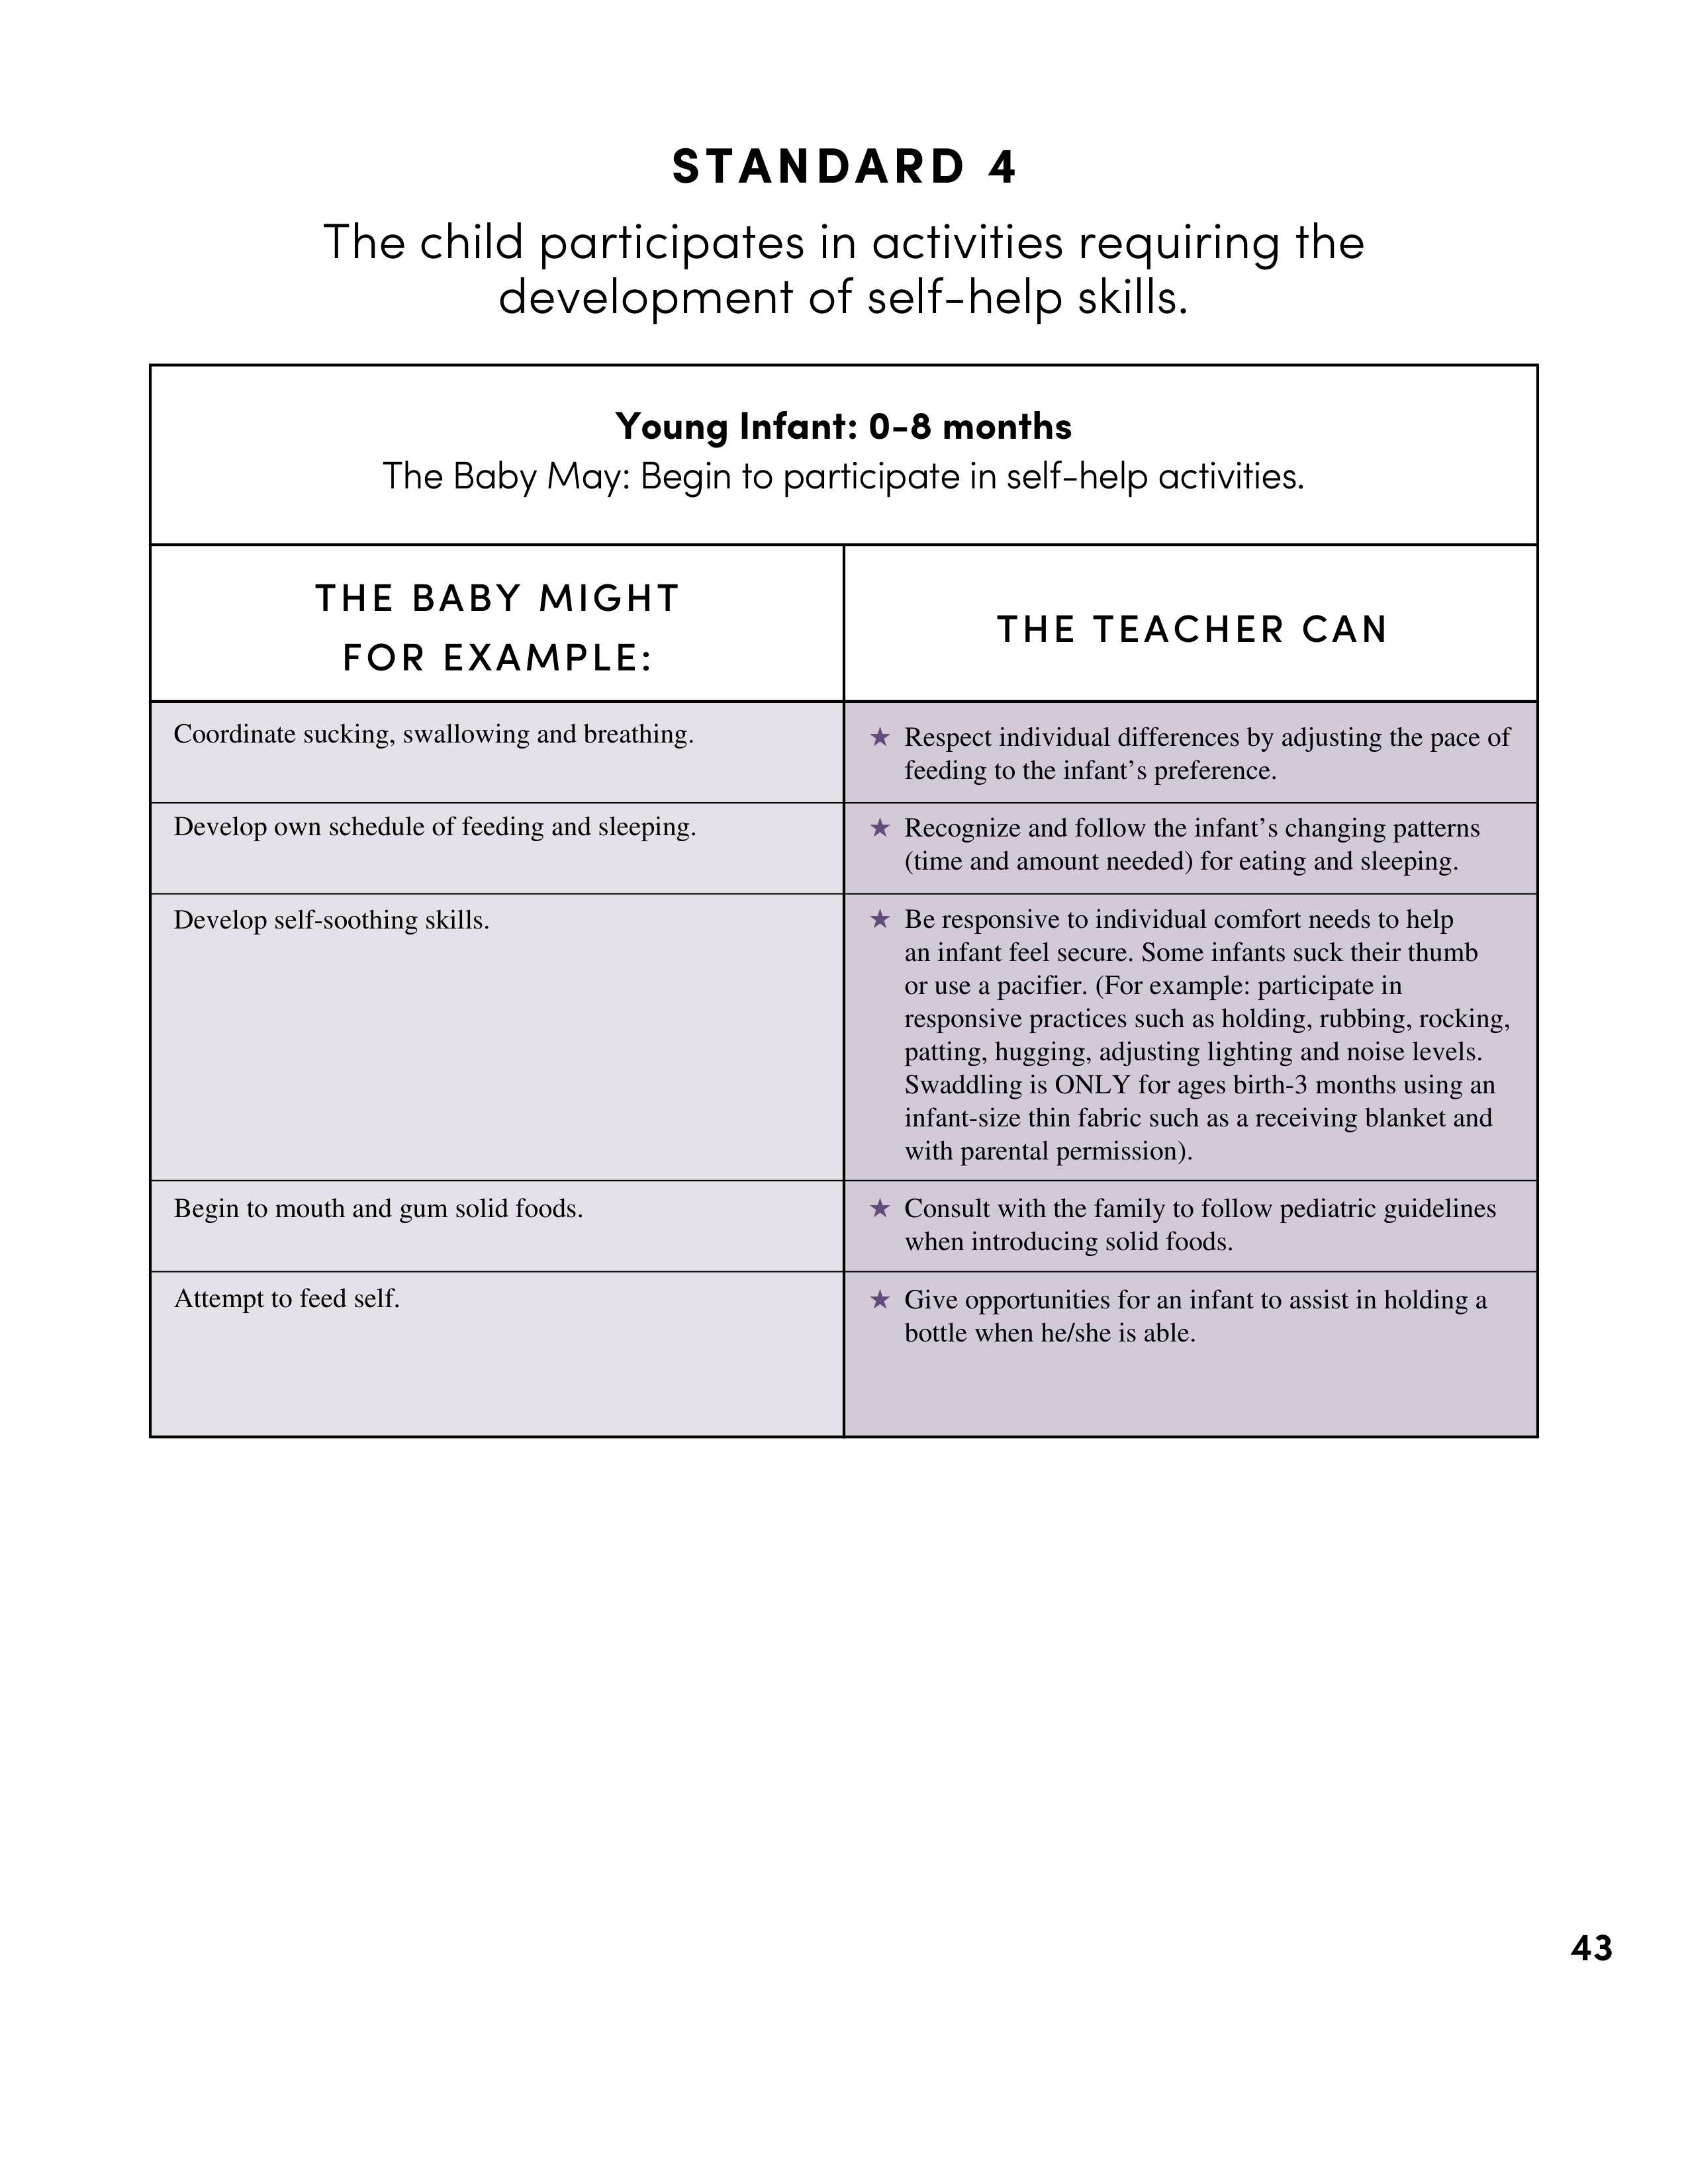 STANDARD 4
The child participates in activities requiring the
development of self-help skills.
Young Infant: 0-8 months
The Baby May: Begin to participate in self-help activities.
THE BABY MIGHT
FOR EXAMPLE:
THE TEACHER CAN
Coordinate sucking, swallowing and breathing.
★ Respect individual differences by adjusting the pace of
feeding to the infant’s preference.
Develop own schedule of feeding and sleeping.
★ Recognize and follow the infant’s changing patterns
(time and amount needed) for eating and sleeping.
Develop self-soothing skills.
★ Be responsive to individual comfort needs to help
an infant feel secure. Some infants suck their thumb
or use a pacifier. (For example: participate in
responsive practices such as holding, rubbing, rocking,
patting, hugging, adjusting lighting and noise levels.
Swaddling is ONLY for ages birth-3 months using an
infant-size thin fabric such as a receiving blanket and
with parental permission).
Begin to mouth and gum solid foods.
★ Consult with the family to follow pediatric guidelines
when introducing solid foods.
Attempt to feed self.
★ Give opportunities for an infant to assist in holding a
bottle when he/she is able.
43